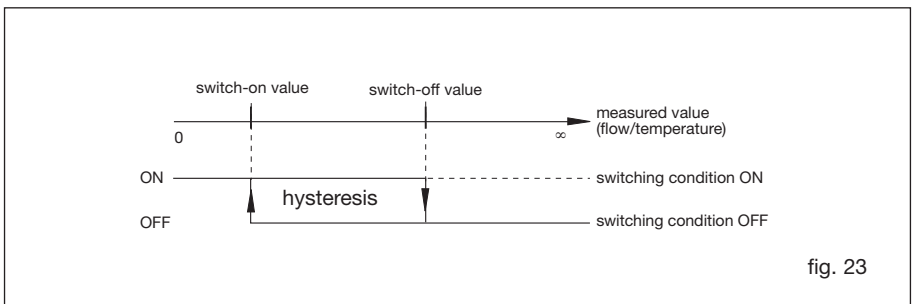 switch-on value
switch-off value
measured value
(flow/temperature)
0
∞
ON
switching condition ON
hysteresis
OFF
switching condition OFF
fig. 23